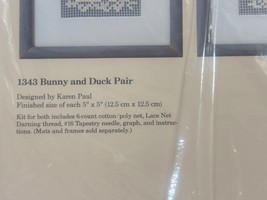 1343 Bunny and Duck Pair
Designed by Karen Paul
Finished size of each 5" x 5" (12.5 cm x 12.5 cm)
Kit for both includes 6-count cotton/poly net, Lace Net
Darning thread, #16 Tapestry needle, graph, and instruc-
tions. (Mats and frames sold separately.)